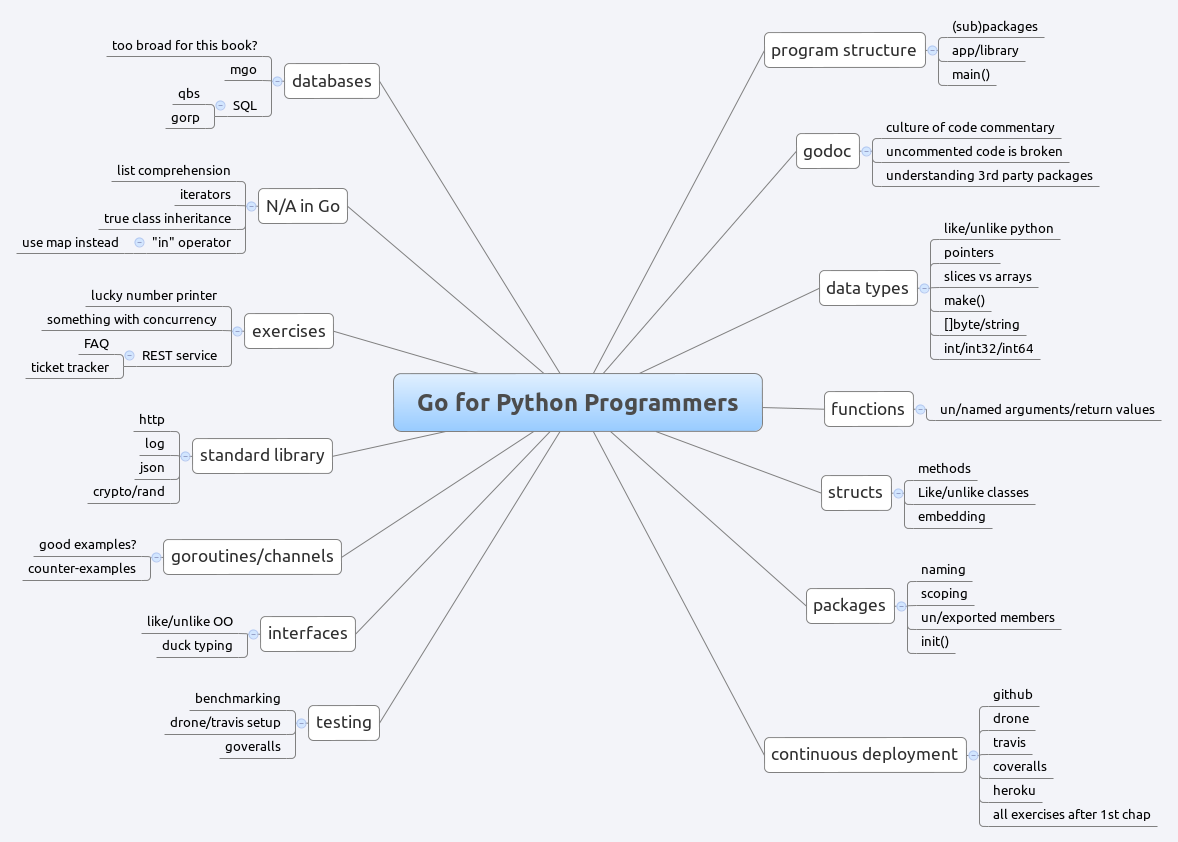 Go for Python Programmers
program structure
(sub)packages
app/library
main()
godoc
culture of code commentary
uncommented code is broken
understanding 3rd party packages
data types
like/unlike python
pointers
slices vs arrays
make()
[]byte/string
int/int32/int64
functions
un/named arguments/return values
structs
methods
Like/unlike classes
embedding
packages
naming
scoping
un/exported members
init()
continuous deployment
github
drone
travis
coveralls
heroku
all exercises after 1st chap
databases
too broad for this book?
mgo
SQL
qbs
gorp
N/A in Go
list comprehension
iterators
true class inheritance
"in" operator
use map instead
exercises
lucky number printer
something with concurrency
REST service
FAQ
ticket tracker
standard library
http
log
json
crypto/rand
goroutines/channels
good examples?
counter-examples
interfaces
like/unlike OO
duck typing
testing
benchmarking
drone/travis setup
goveralls